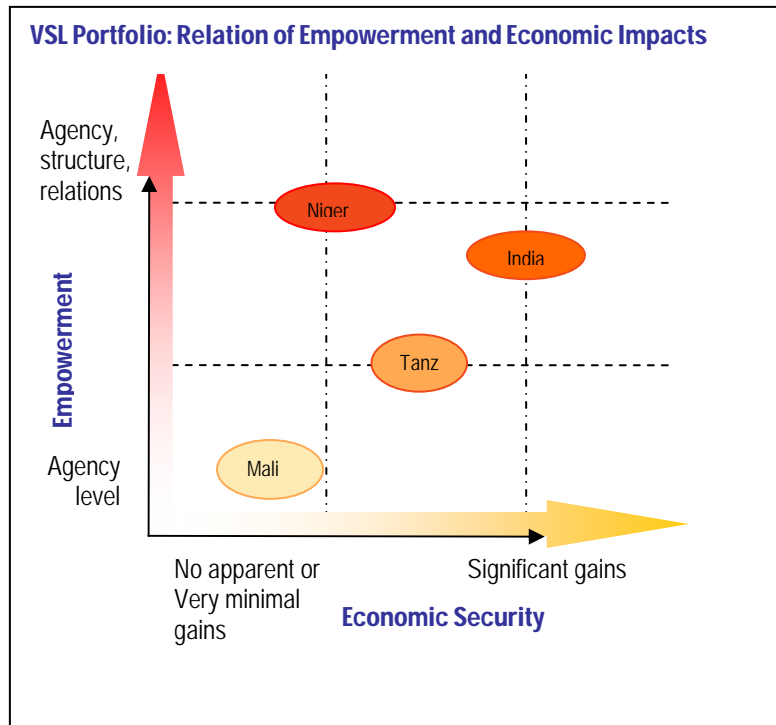 VSL Portfolio: Relation of Empowerment and Economic Impacts
Agency,
structure,
relations
Niger
India
Empowerment
Tanz
Mali
Agency
level
No apparent or
Very minimal
gains
Significant gains
Economic Security